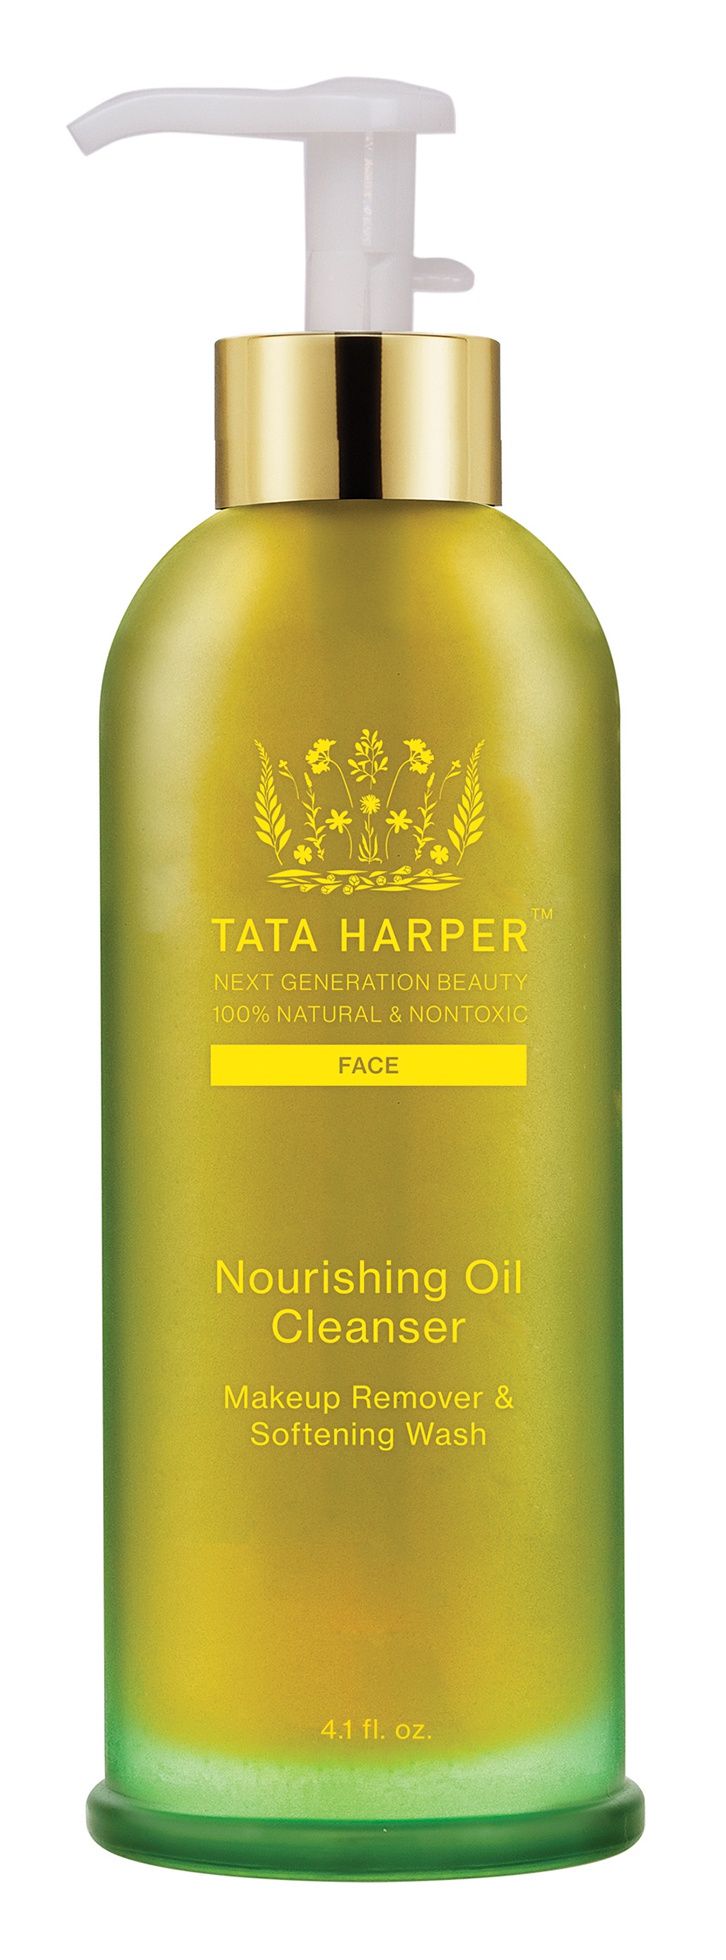 TATA HARPER™
NEXT GENERATION BEAUTY
100% NATURAL & NONTOXIC
FACE
Nourishing Oil
Cleanser
Makeup Remover &
Softening Wash
4.1 fl. oz.